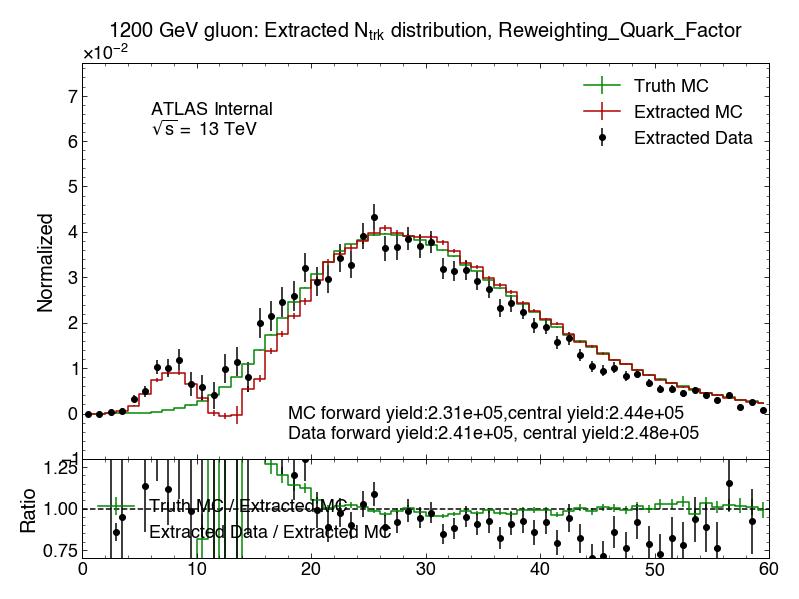 1200 GeV gluon: Extracted Ntrk distribution, Reweighting_Quark_Factor
×10−2
ATLAS Internal
√s = 13 TeV
Truth MC
Extracted MC
Extracted Data
Normalized
7
6
5
4
3
2
1
0
1
MC forward yield:2.31e+05,central yield:2.44e+05
Data forward yield:2.41e+05, central yield:2.48e+05
Ratio
1.25
1.00
0.75
Truth MC / Extracted MC
Extracted Data / Extracted MC
0 10 20 30 40 50 60